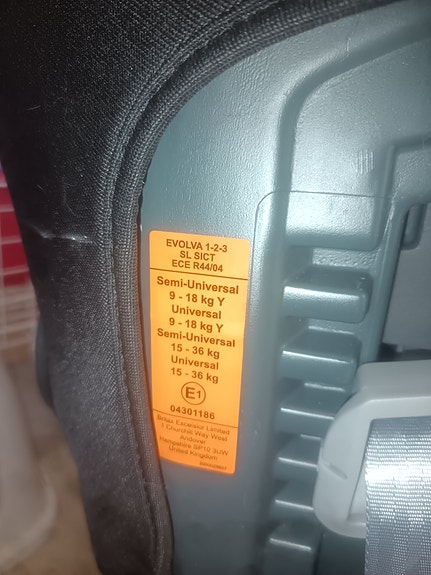 EVOLVA 1-2-3
SL SICT
ECE R44/04
Semi-Universal
9 - 18 kg Y
Universal
9 - 18 kg Y
Semi-Universal
15 - 36 kg
Universal
15 - 36 kg
E1
04301186
Britax Excelsior Limited
1 Churchill Way West
Andover
Hampshire SP10 3UW
United Kingdom